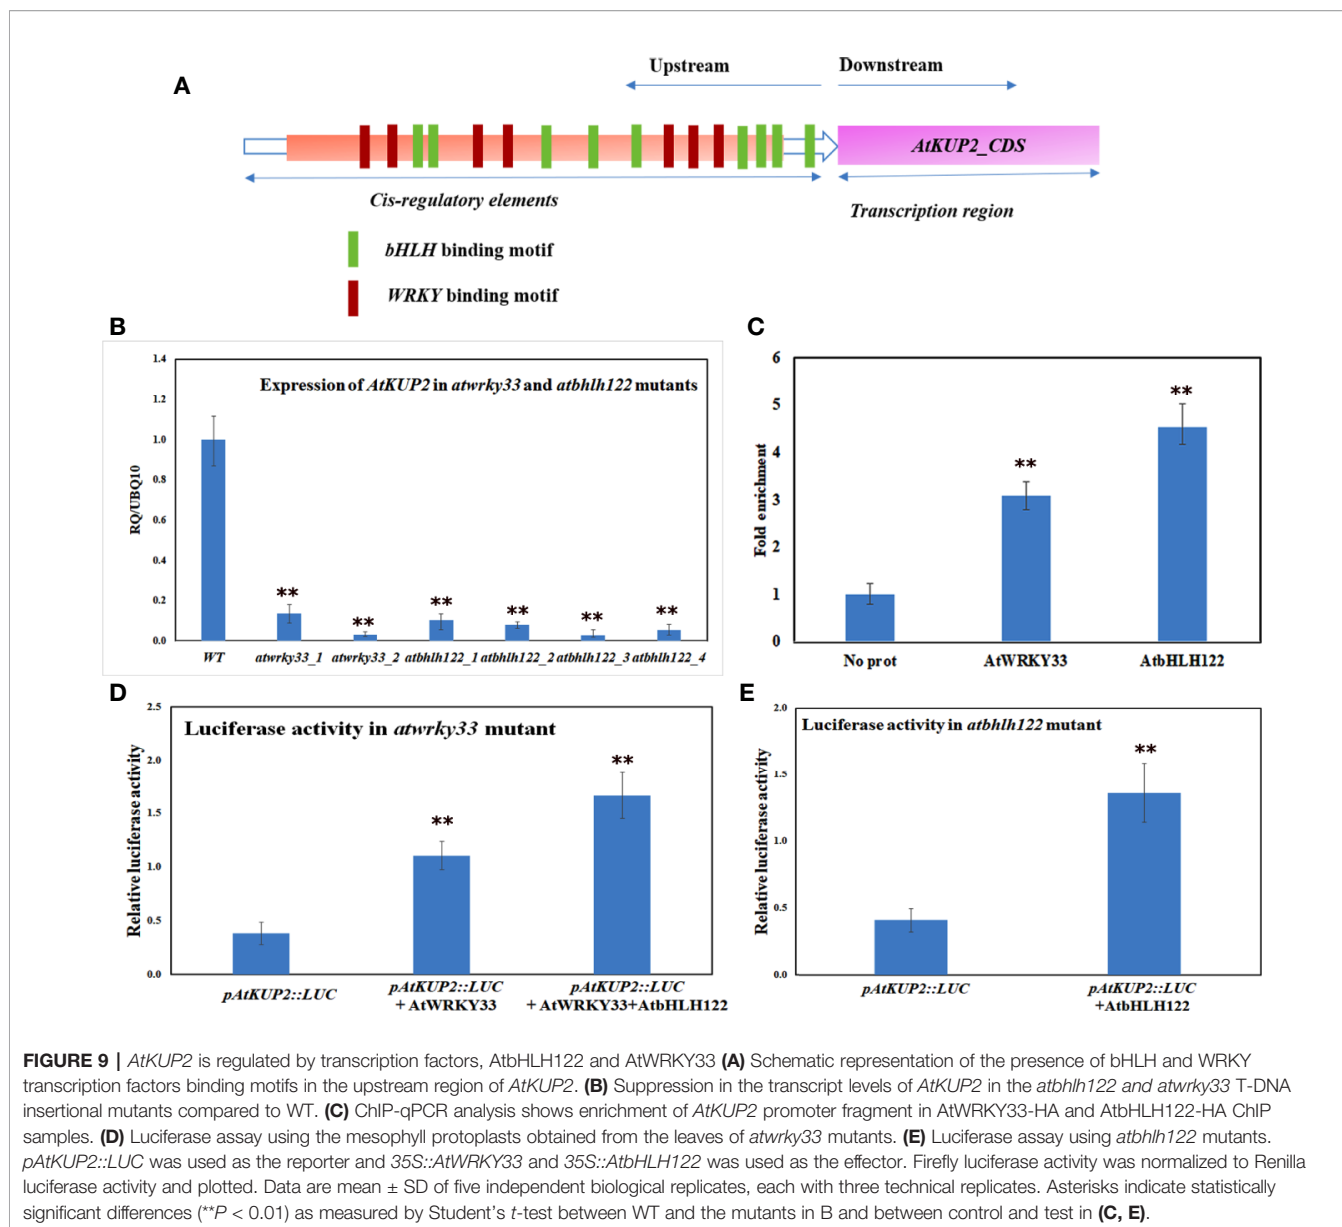 A
Upstream
Downstream
AtKUP2_CDS
Cis-regulatory elements
Transcription region
bHLH binding motif
WRKY binding motif
B
Expression of AtKUP2 in atwrky33 and atbhlh122 mutants
RQ/UBQ10
1.4
1.2
1.0
0.8
0.6
0.4
0.2
0.0
** ** ** ** ** **
WT atwrky33_1 atwrky33_2 atbhlh122_1 atbhlh122_2 atbhlh122_3 atbhlh122_4
C
Fold enrichment
6
5
4
3
2
1
0
** **
No prot AtWRKY33 AtbHLH122
D
Luciferase activity in atwrky33 mutant
Relative luciferase activity
2.5
2.0
1.5
1.0
0.5
0.0
** **
pAtKUP2::LUC pAtKUP2::LUC pAtKUP2::LUC
+ AtWRKY33 + AtWRKY33+AtbHLH122
E
Luciferase activity in atbhlh122 mutant
Relative luciferase activity
2.0
1.5
1.0
0.5
0.0
**
pAtKUP2::LUC pAtKUP2::LUC
+AtbHLH122
FIGURE 9 | AtKUP2 is regulated by transcription factors, AtbHLH122 and AtWRKY33 (A) Schematic representation of the presence of bHLH and WRKY
transcription factors binding motifs in the upstream region of AtKUP2. (B) Suppression in the transcript levels of AtKUP2 in the atbhlh122 and atwrky33 T-DNA
insertional mutants compared to WT. (C) ChIP-qPCR analysis shows enrichment of AtKUP2 promoter fragment in AtWRKY33-HA and AtbHLH122-HA ChIP
samples. (D) Luciferase assay using the mesophyll protoplasts obtained from the leaves of atwrky33 mutants. (E) Luciferase assay using atbhlh122 mutants.
pAtKUP2::LUC was used as the reporter and 35S::AtWRKY33 and 35S::AtbHLH122 was used as the effector. Firefly luciferase activity was normalized to Renilla
luciferase activity and plotted. Data are mean ± SD of five independent biological replicates, each with three technical replicates. Asterisks indicate statistically
significant differences (**P < 0.01) as measured by Student's t-test between WT and the mutants in B and between control and test in (C, E).